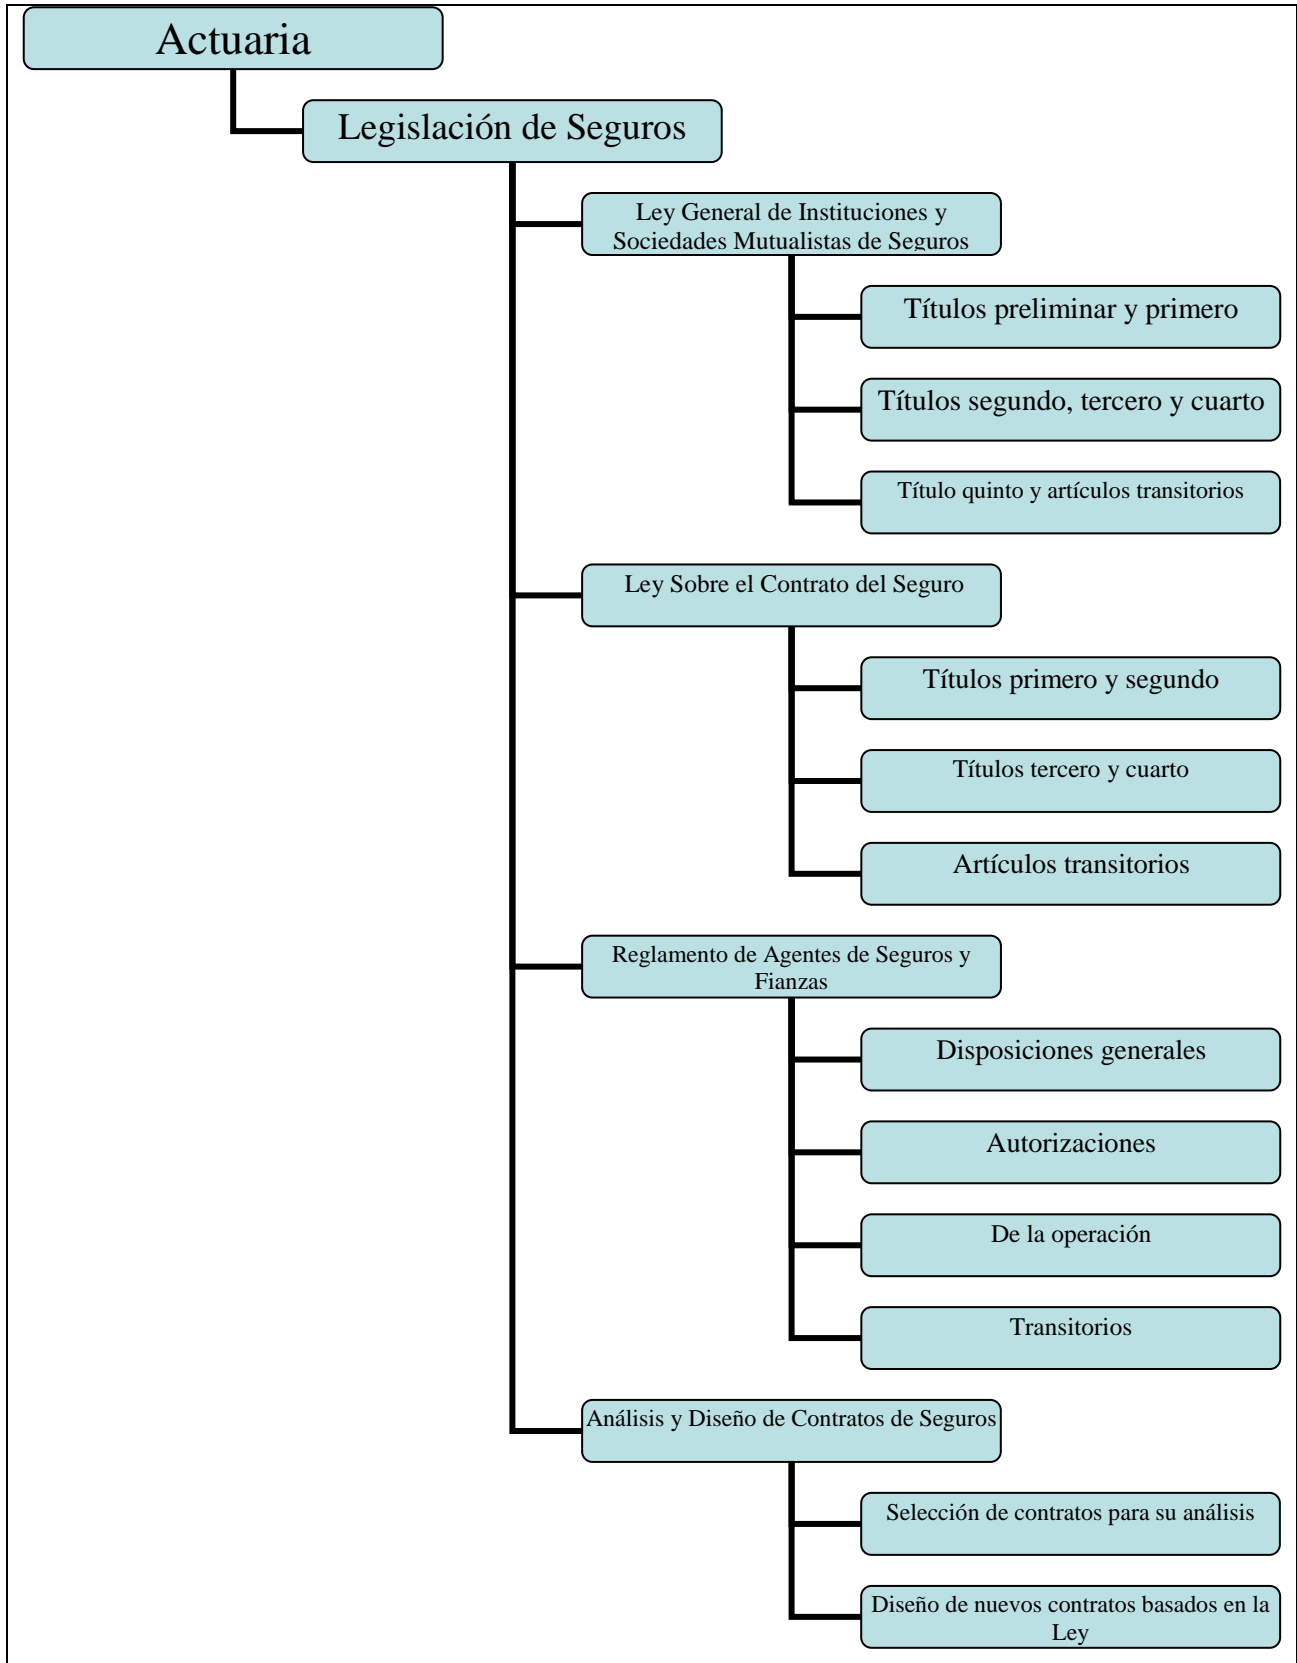 Actuaria
Legislación de Seguros
Ley General de Instituciones y
Sociedades Mutualistas de Seguros
Títulos preliminar y primero
Títulos segundo, tercero y cuarto
Título quinto y artículos transitorios
Ley Sobre el Contrato del Seguro
Títulos primero y segundo
Títulos tercero y cuarto
Artículos transitorios
Reglamento de Agentes de Seguros y
Fianzas
Disposiciones generales
Autorizaciones
De la operación
Transitorios
Análisis y Diseño de Contratos de Seguros
Selección de contratos para su análisis
Diseño de nuevos contratos basados en la
Ley